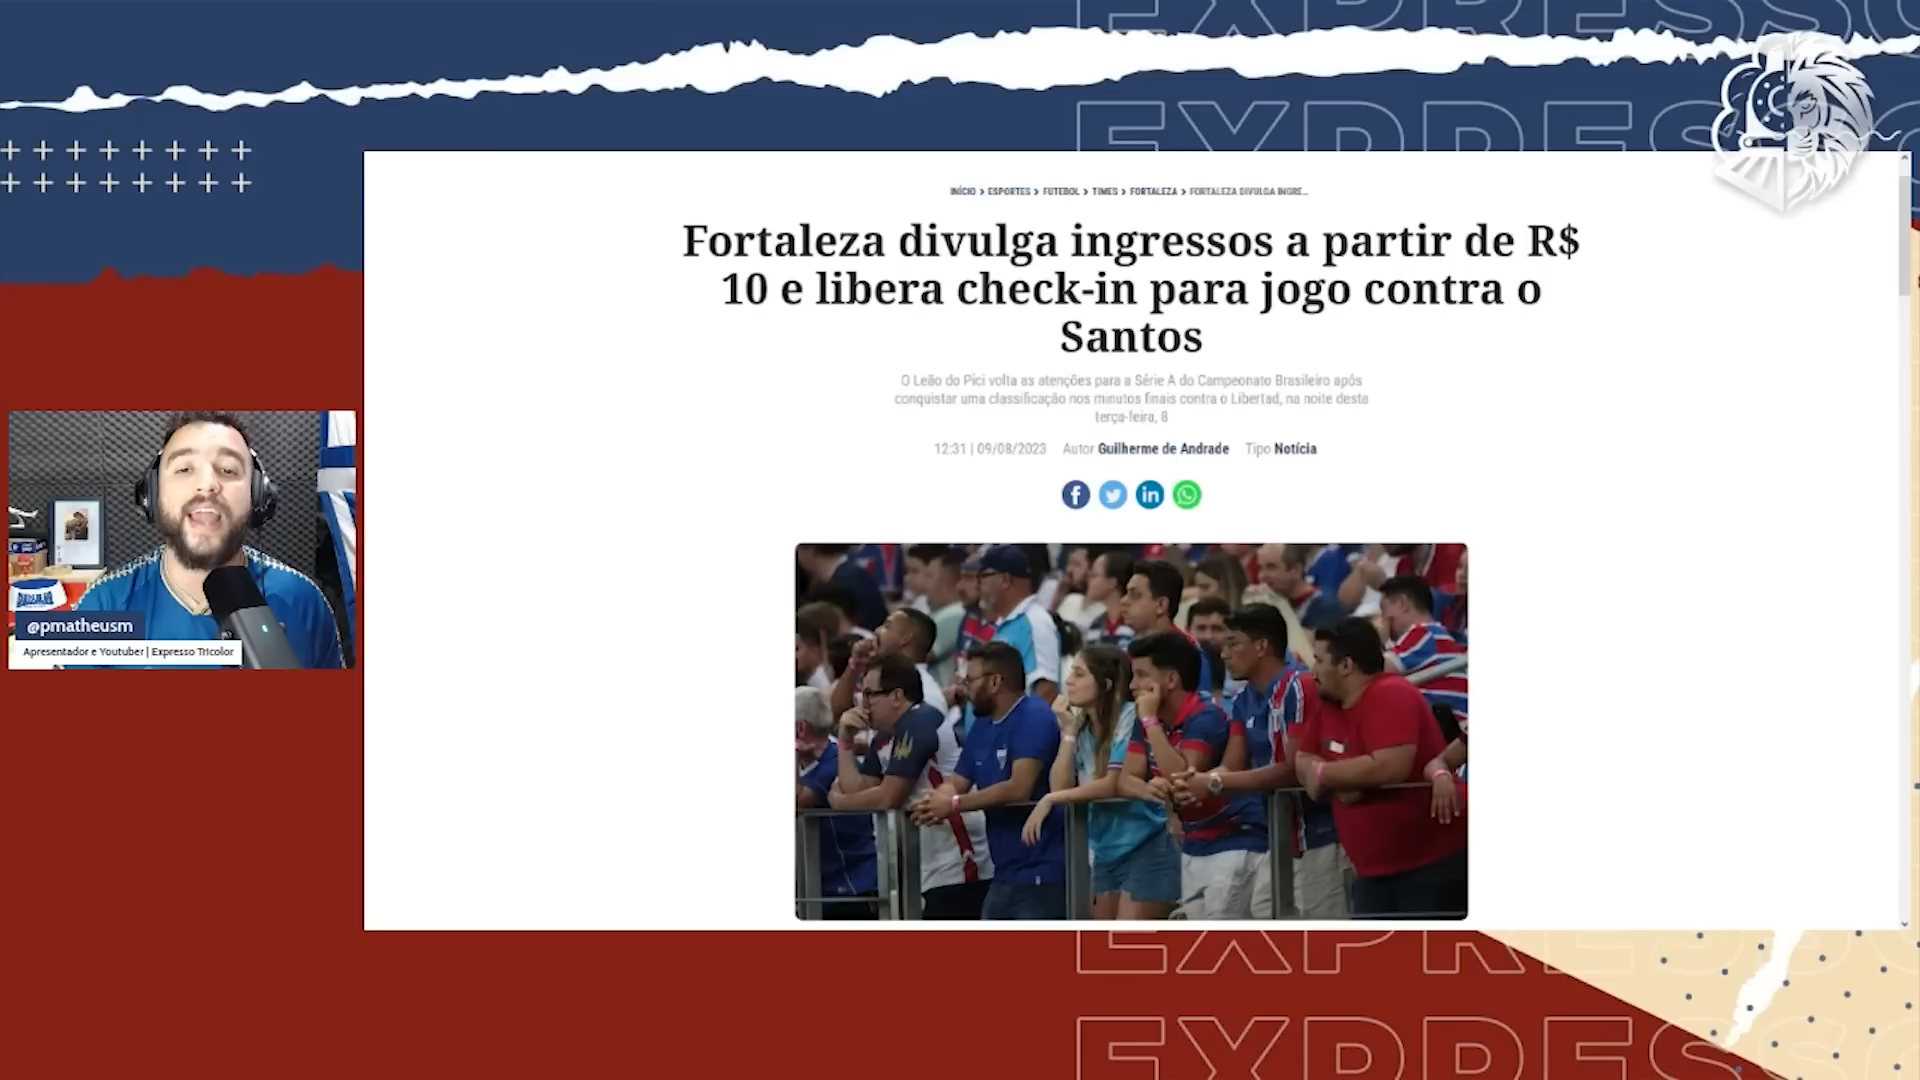 EXPRESSO
EXPRESSO
INÍCIO > ESPORTES > FUTEBOL > TIMES > FORTALEZA > FORTALEZA DIVULGA INGRE...
Fortaleza divulga ingressos a partir de R$
10 e libera check-in para jogo contra o
Santos
O Leão do Pici volta as atenções para a Série A do Campeonato Brasileiro após
conquistar uma classificação nos minutos finais contra o Libertad, na noite desta
terça-feira, 8
12:31 | 09/08/2023 Autor Guilherme de Andrade Tipo Notícia
@pmatheusm
Apresentador e Youtuber | Expresso Tricolor
EXPRESSO
EXPRESSO